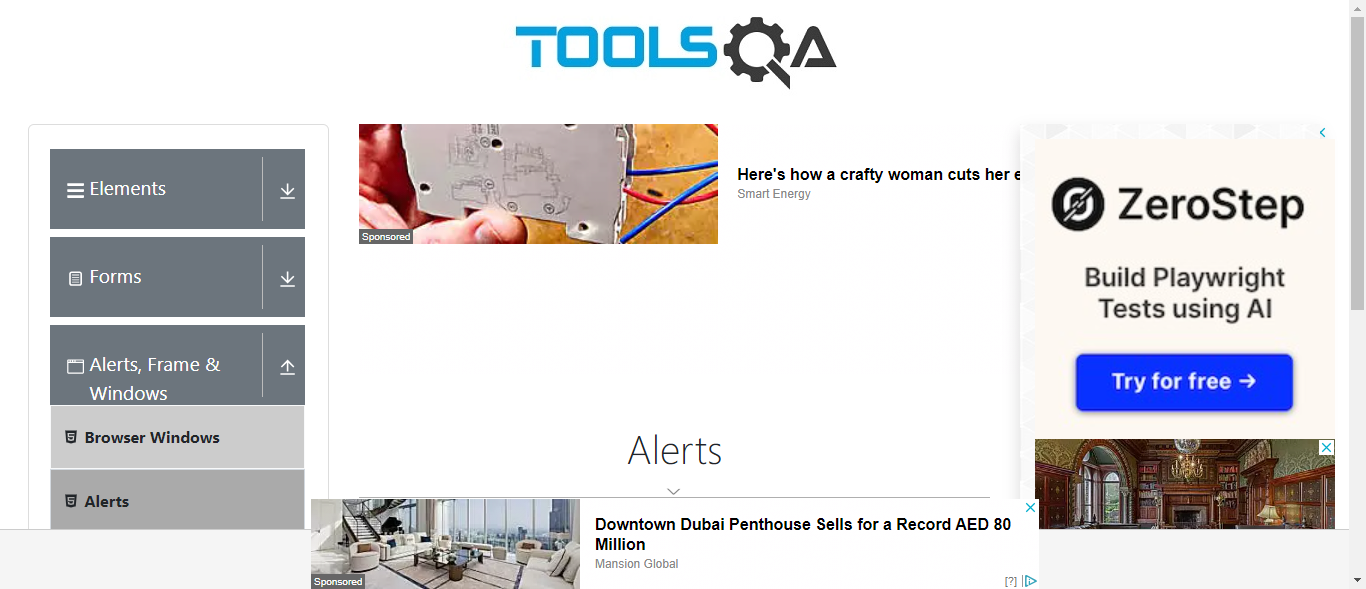 TOOLSQA
Elements
Forms
Alerts, Frame &
Windows
Browser Windows
Alerts
Sponsored
Here's how a crafty woman cuts her e
Smart Energy
ZeroStep
Build Playwright
Tests using AI
Try for free →
Alerts
Sponsored
Downtown Dubai Penthouse Sells for a Record AED 80
Million
Mansion Global
[?]